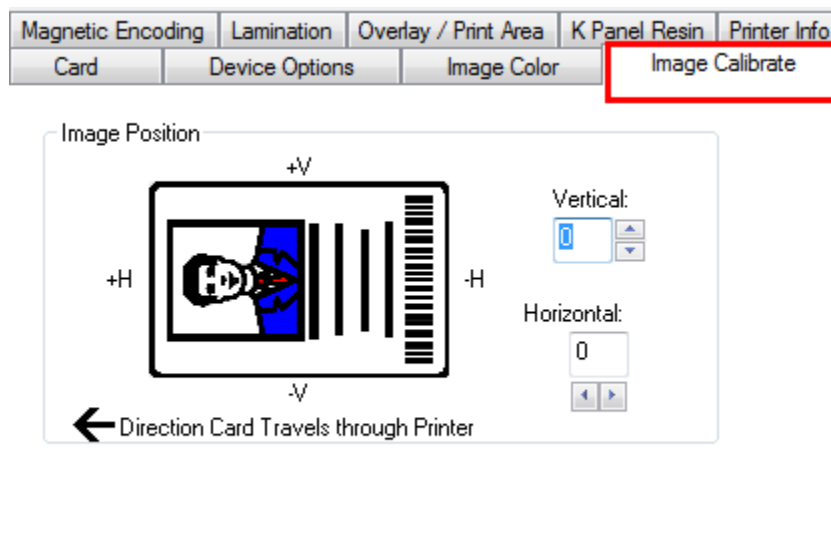 Magnetic Encoding Lamination Overlay / Print Area K Panel Resin Printer Info
Card Device Options Image Color Image Calibrate
Image Position
+V
Vertical:
0
+H -H
Horizontal:
0
-V
Direction Card Travels through Printer